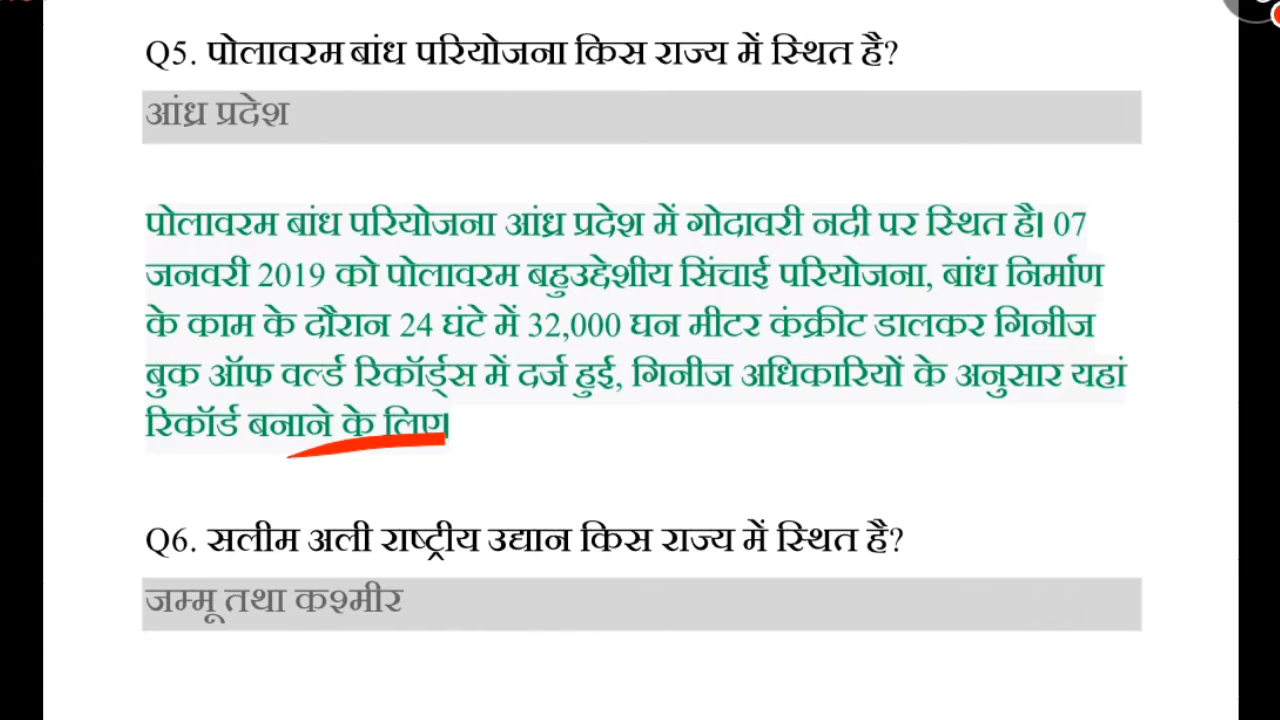 Q5. पोलावरम बांध परियोजना किस राज्य में स्थित है?
आंध्र प्रदेश
पोलावरम बांध परियोजना आंध्र प्रदेश में गोदावरी नदी पर स्थित है। 07
जनवरी 2019 को पोलावरम बहुउद्देशीय सिंचाई परियोजना, बांध निर्माण
के काम के दौरान 24 घंटे में 32,000 घन मीटर कंक्रीट डालकर गिनीज
बुक ऑफ वर्ल्ड रिकॉर्ड्स में दर्ज हुई, गिनीज अधिकारियों के अनुसार यहां
रिकॉर्ड बनाने के लिए।
Q6. सलीम अली राष्ट्रीय उद्यान किस राज्य में स्थित है?
जम्मू तथा कश्मीर